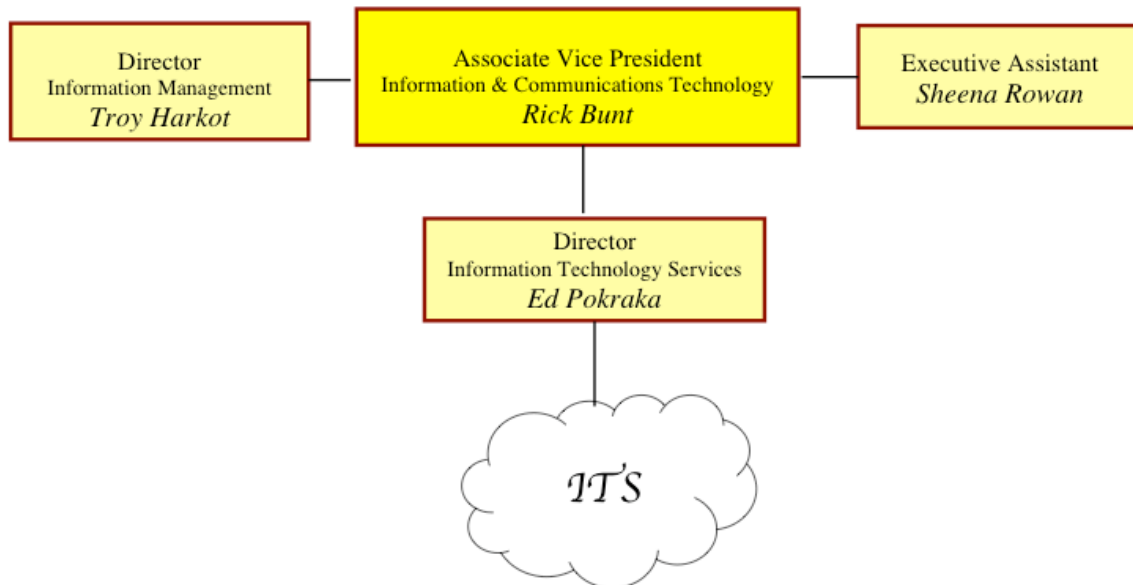 Director
Information Management
Troy Harkot
Associate Vice President
Information & Communications Technology
Rick Bunt
Executive Assistant
Sheena Rowan
Director
Information Technology Services
Ed Pokraka
ITS